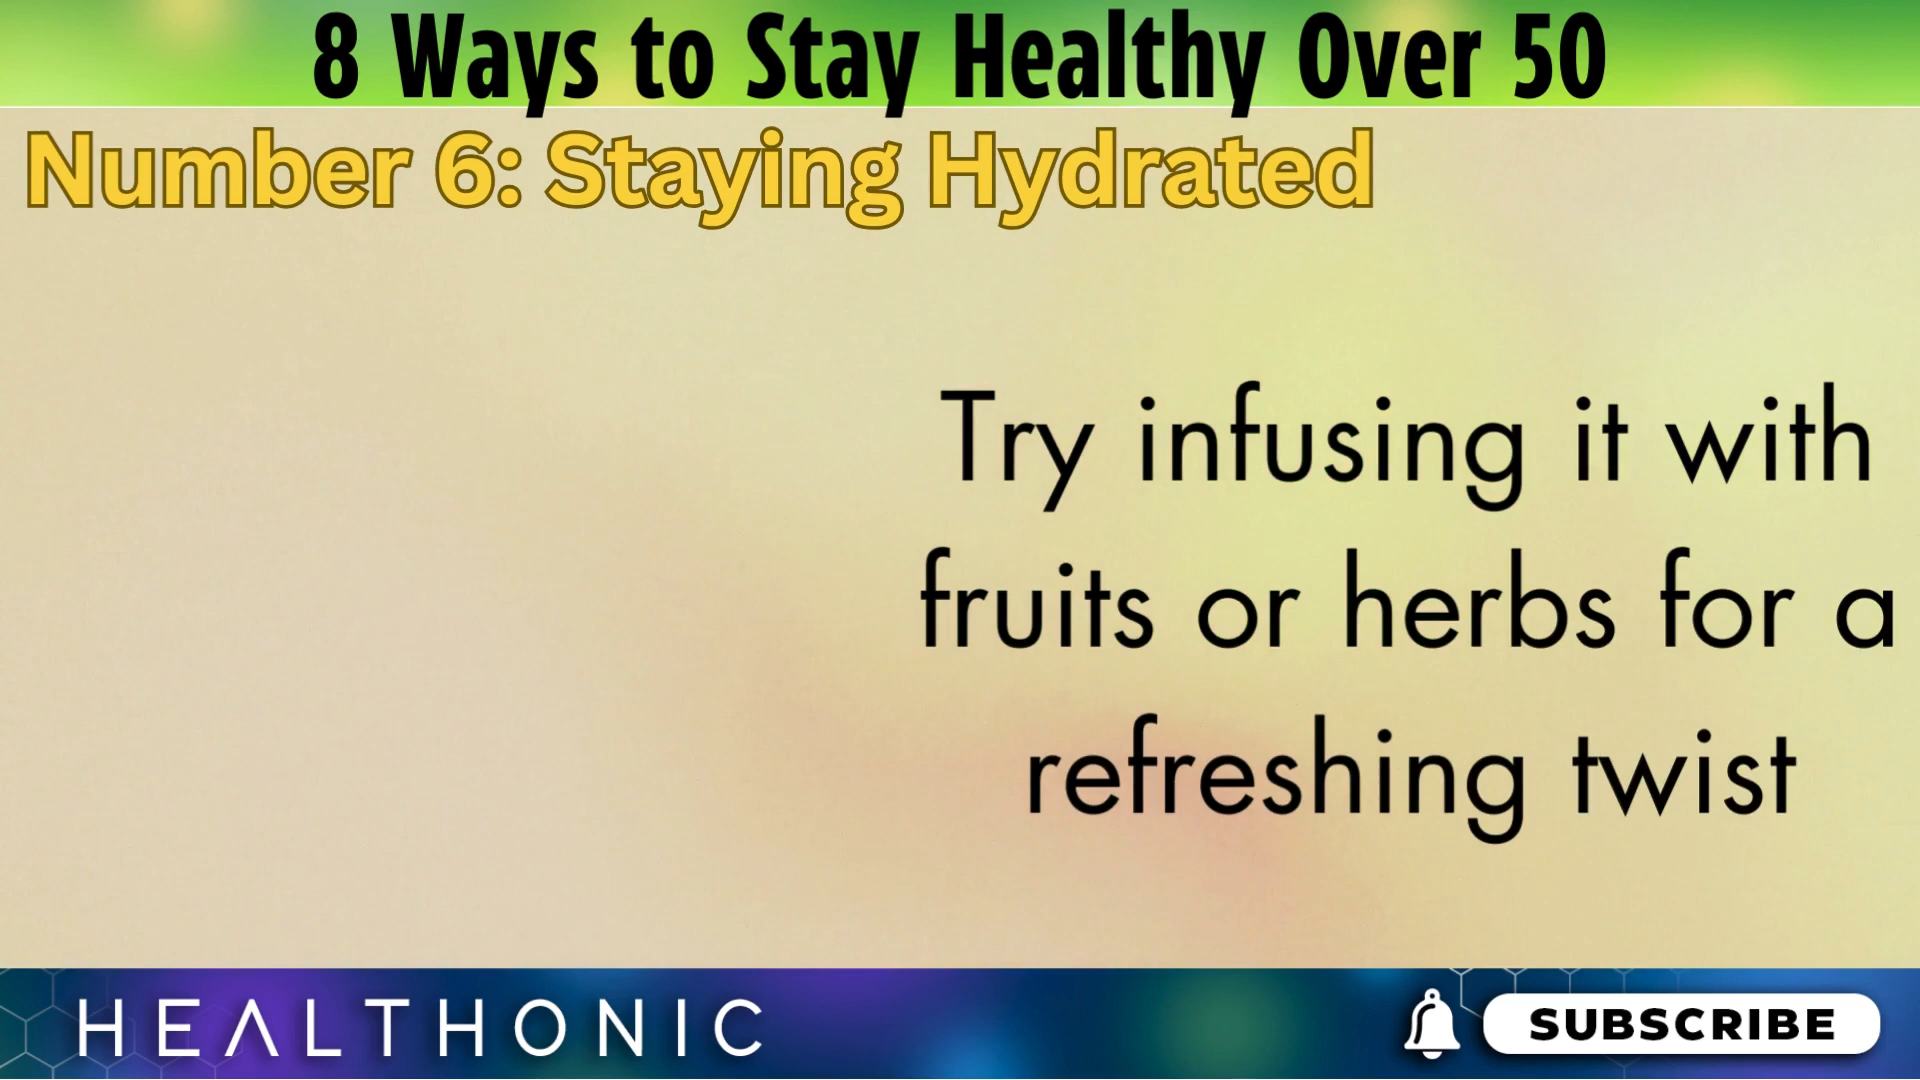 8 Ways to Stay Healthy Over 50
Number 6: Staying Hydrated
Try infusing it with
fruits or herbs for a
refreshing twist
HEALTHONIC
SUBSCRIBE